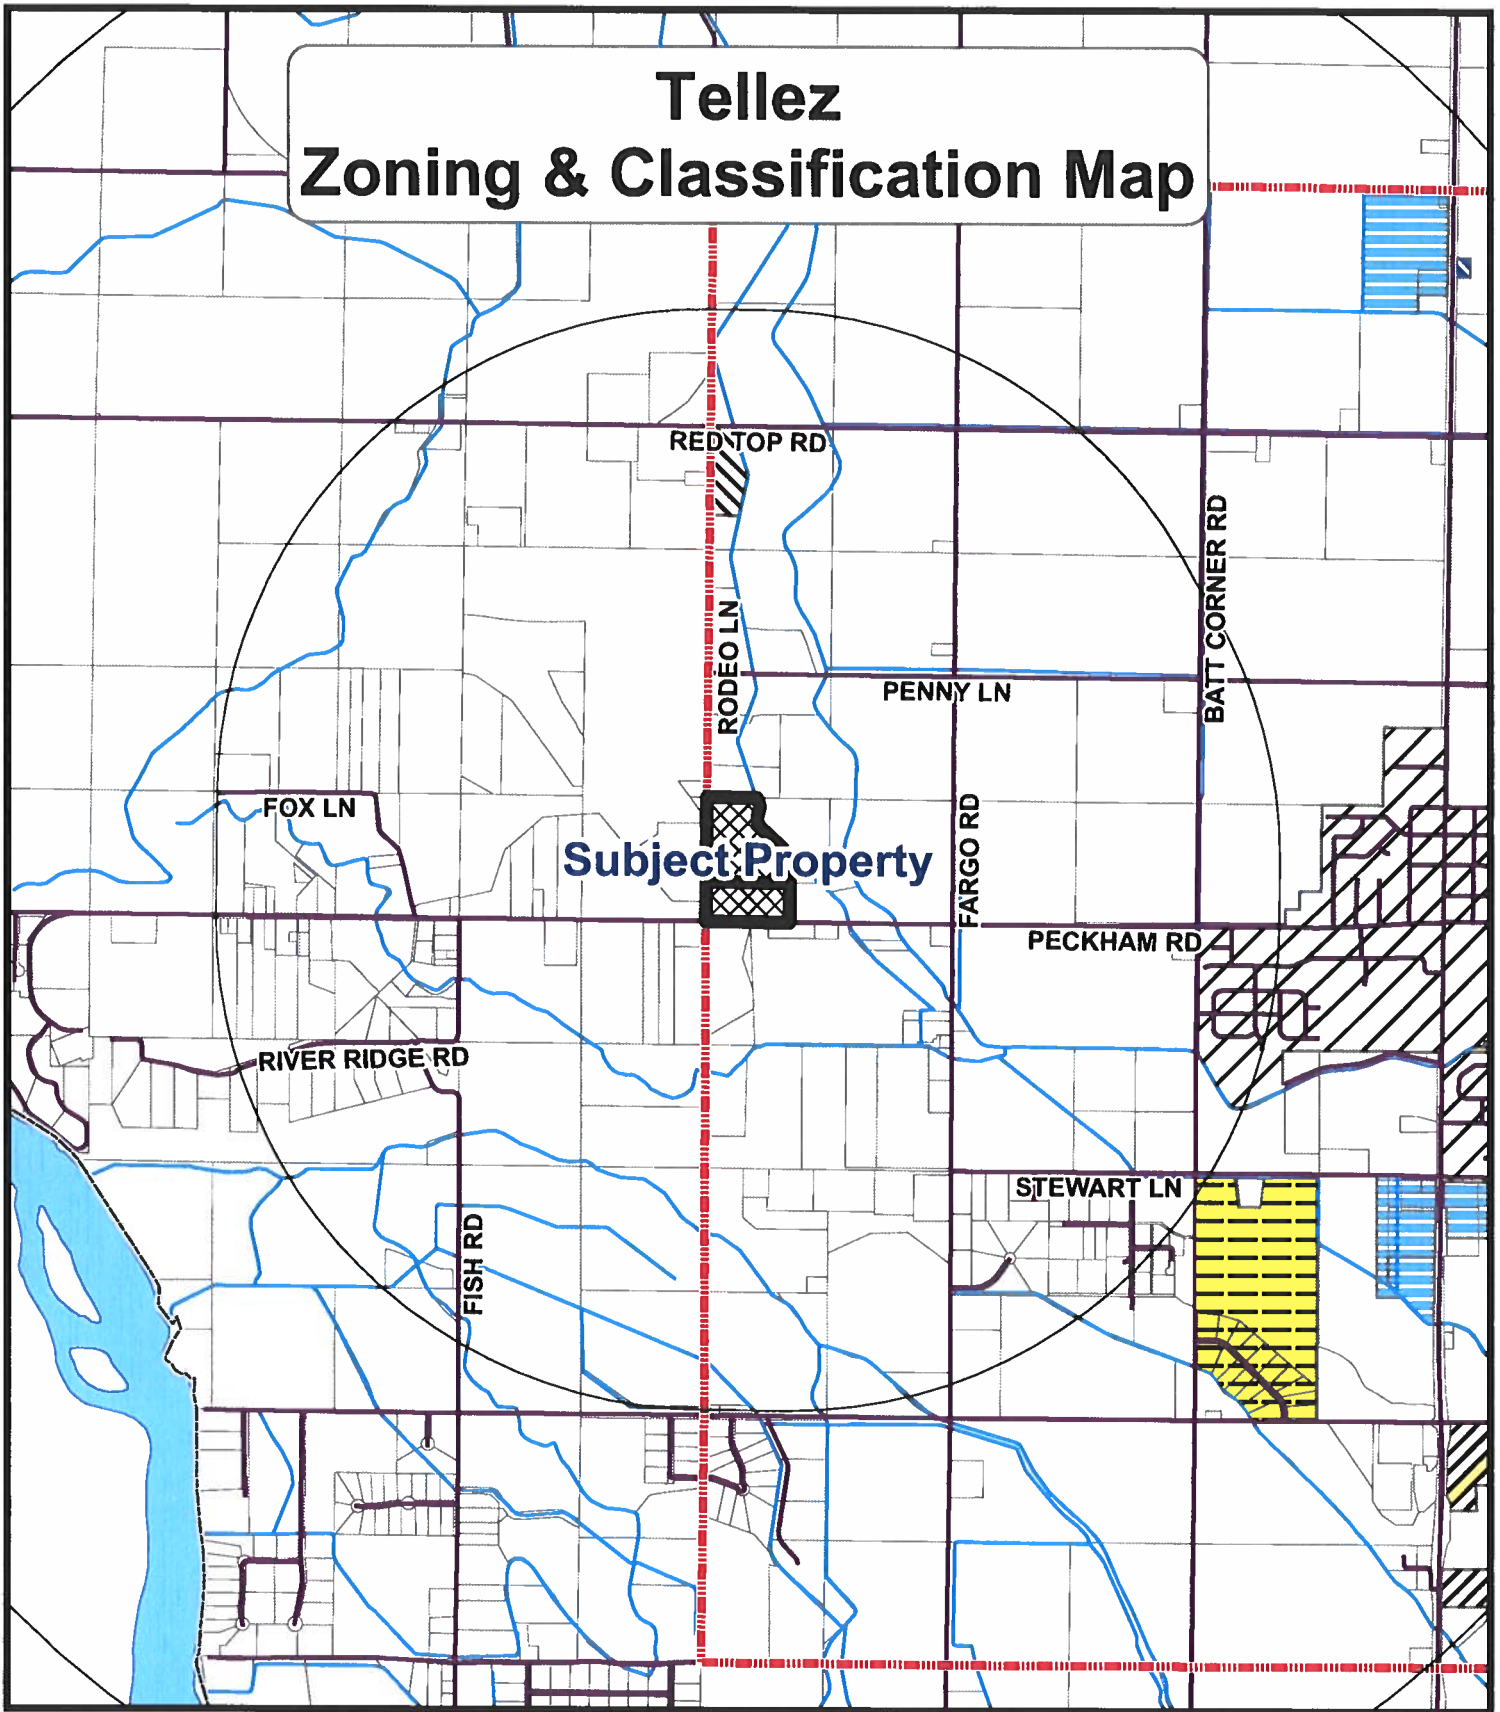 Tellez
Zoning & Classification Map
RED TOP RD
BATT CORNER RD
RODEO LN
PENNY LN
FOX LN
Subject Property
FARGO RD
PECKHAM RD
RIVER RIDGE RD
STEWART LN
FISH RD